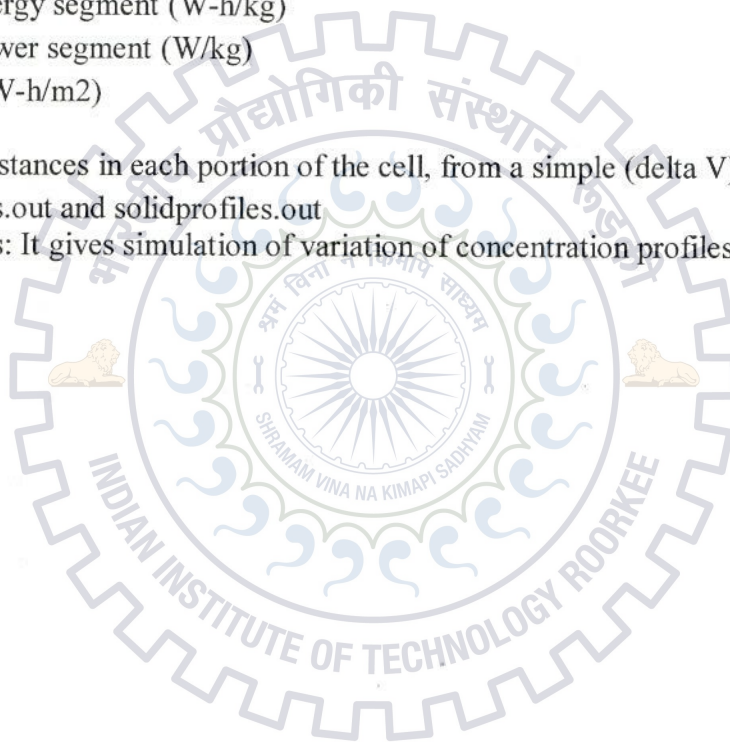 ergy segment (W-h/kg)
wer segment (W/kg)
V-h/m2)
stances in each portion of the cell, from a simple (delta V)
s.out and solidprofiles.out
s: It gives simulation of variation of concentration profiles
श्रमं विना न किमपि साध्यम्
SHRAMAM VINA NA KIMAPI SADHYAM
INDIAN INSTITUTE OF TECHNOLOGY ROORKEE